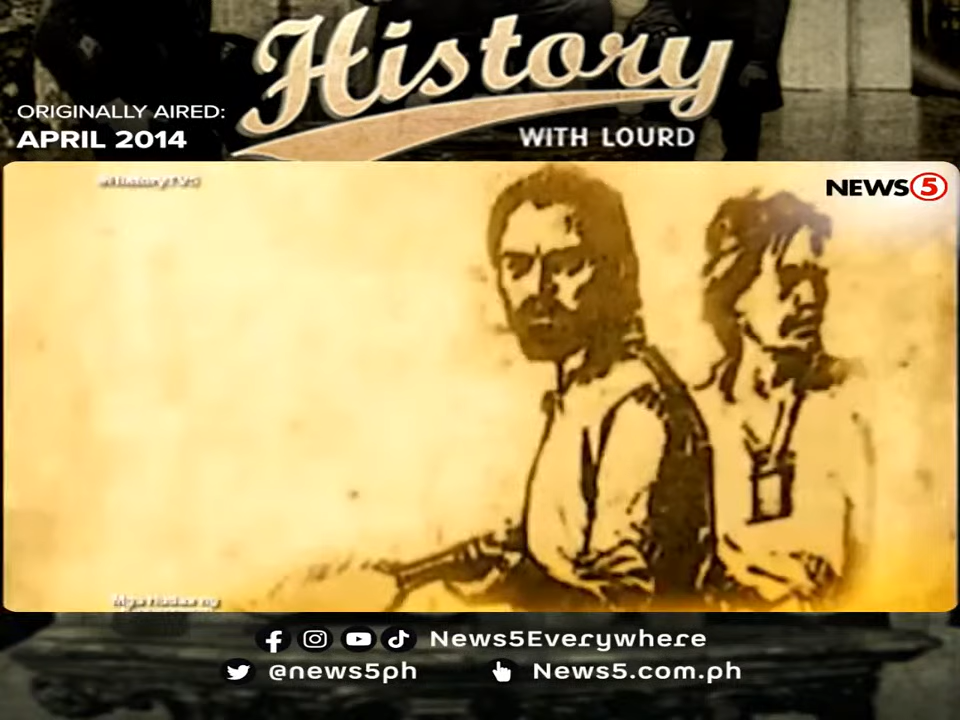 History
WITH LOURD
ORIGINALLY AIRED:
APRIL 2014
NEWS5
News5Everywhere
@news5ph
News5.com.ph